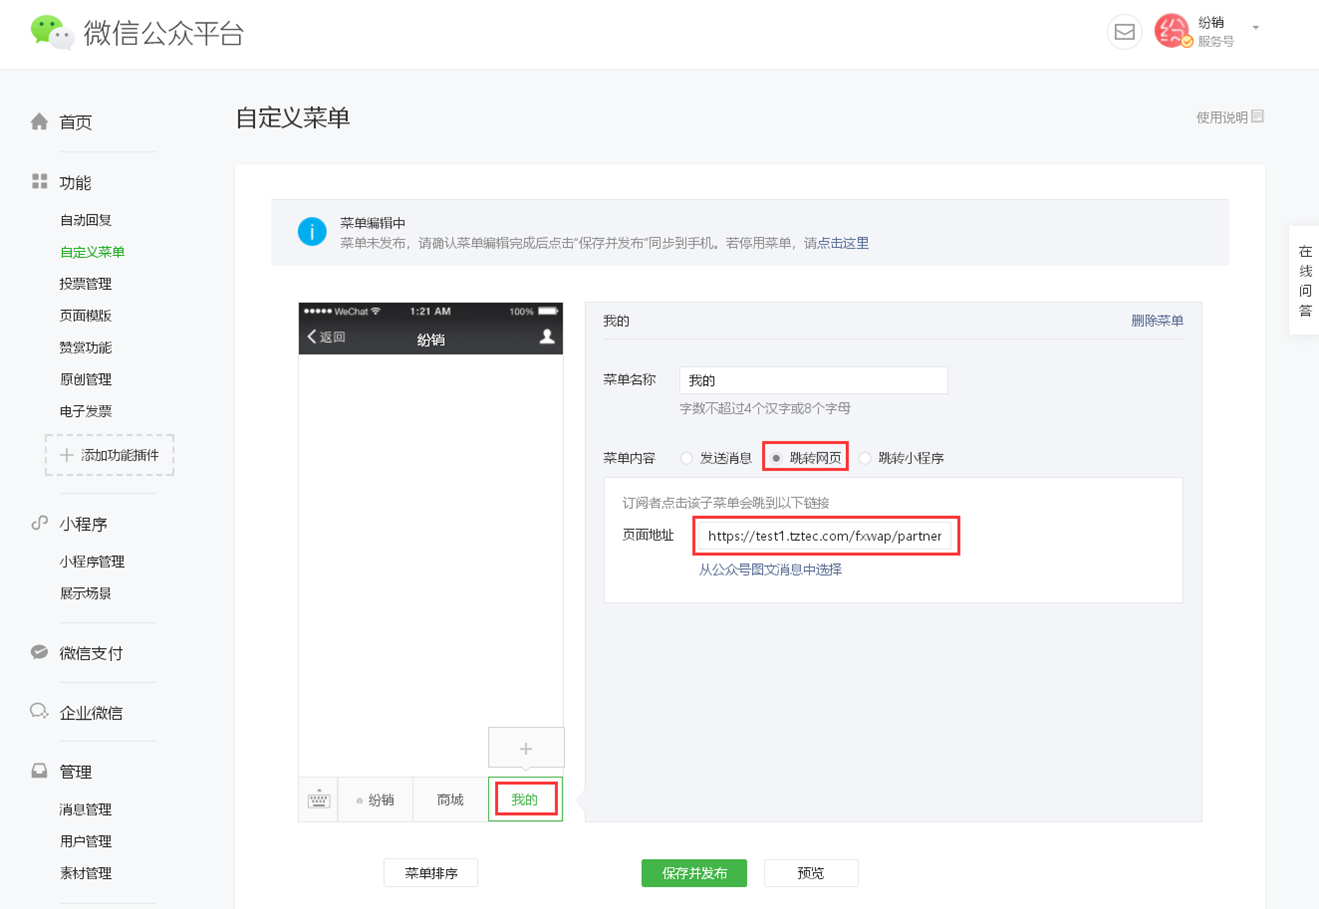 微信公众平台
纷销
服务号
首页
功能
自动回复
自定义菜单
投票管理
页面模版
赞赏功能
原创管理
电子发票
添加功能插件
小程序
小程序管理
展示场景
微信支付
企业微信
管理
消息管理
用户管理
素材管理
自定义菜单
使用说明
菜单编辑中
菜单未发布，请确认菜单编辑完成后点击“保存并发布”同步到手机。若停用菜单，请点击这里
WeChat 1:21 AM 100%
返回 纷销
纷销 商城 我的
我的 删除菜单
菜单名称 我的
字数不超过4个汉字或8个字母
菜单内容 发送消息 跳转网页 跳转小程序
订阅者点击该子菜单会跳到以下链接
页面地址 https://test1.tztec.com/fxwap/partner
从公众号图文消息中选择
菜单排序 保存并发布 预览
在线问答